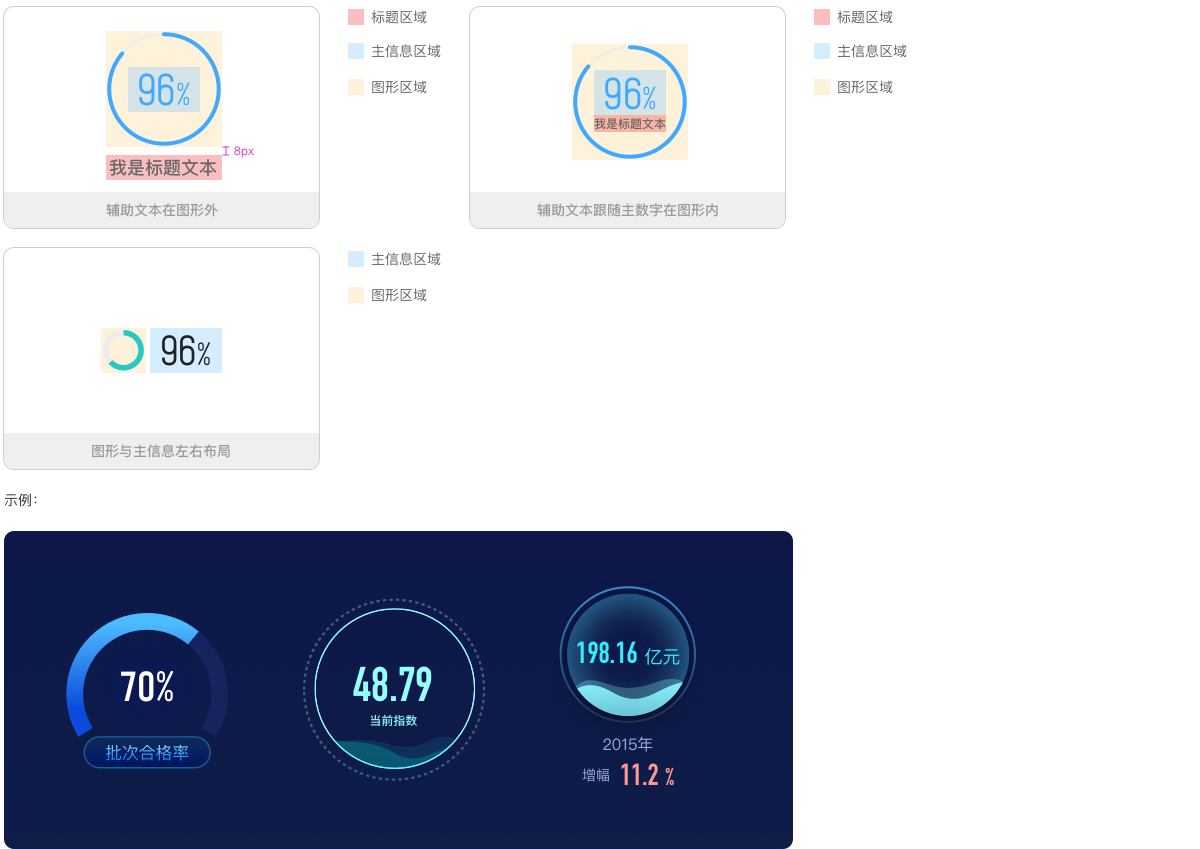 96%
8px
我是标题文本
辅助文本在图形外
标题区域
主信息区域
图形区域
96%
我是标题文本
辅助文本跟随主数字在图形内
标题区域
主信息区域
图形区域
96%
图形与主信息左右布局
主信息区域
图形区域
示例：
70%
批次合格率
48.79
当前指数
198.16 亿元
2015年
增幅 11.2 %